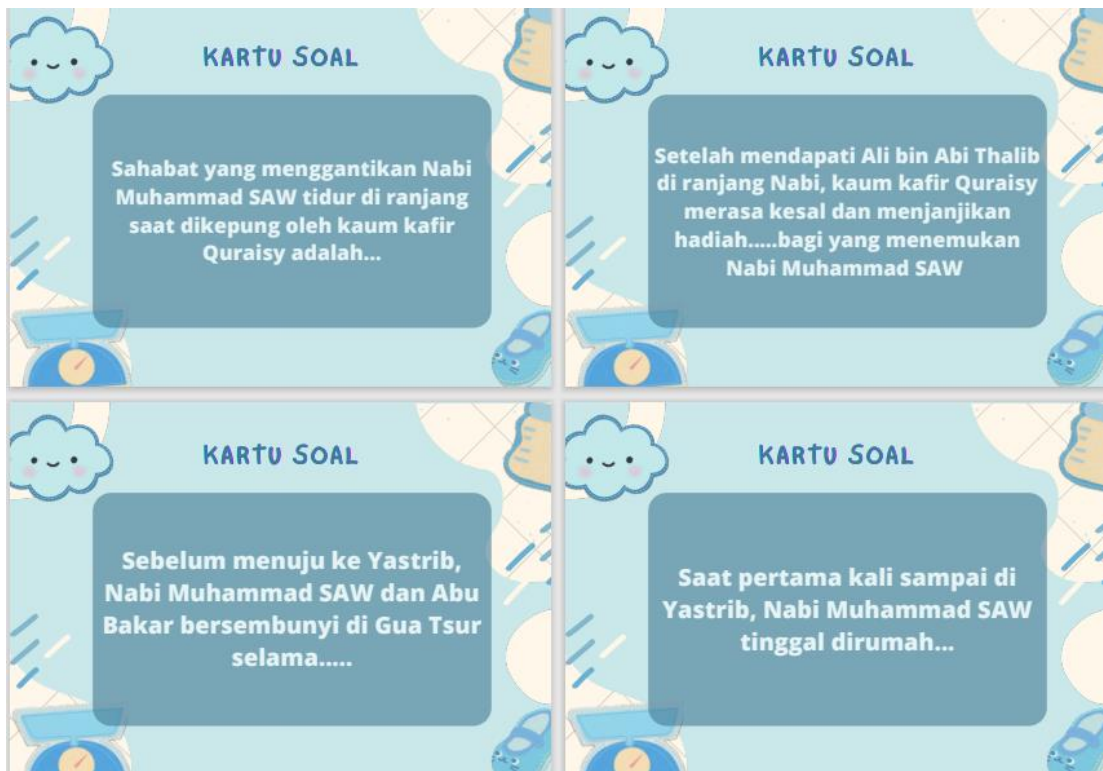 KARTU SOAL
Sahabat yang menggantikan Nabi
Muhammad SAW tidur di ranjang
saat dikepung oleh kaum kafir
Quraisy adalah...
KARTU SOAL
Setelah mendapati Ali bin Abi Thalib
di ranjang Nabi, kaum kafir Quraisy
merasa kesal dan menjanjikan
hadiah.....bagi yang menemukan
Nabi Muhammad SAW
KARTU SOAL
Sebelum menuju ke Yastrib,
Nabi Muhammad SAW dan Abu
Bakar bersembunyi di Gua Tsur
selama.....
KARTU SOAL
Saat pertama kali sampai di
Yastrib, Nabi Muhammad SAW
tinggal dirumah...